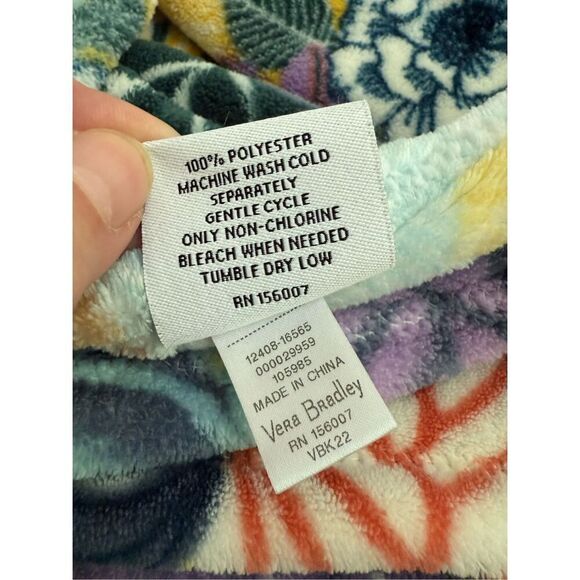 100% POLYESTER
MACHINE WASH COLD
SEPARATELY
GENTLE CYCLE
ONLY NON-CHLORINE
BLEACH WHEN NEEDED
TUMBLE DRY LOW
RN 156007
12408-16565
000029959
105985
MADE IN CHINA
Vera Bradley
RN 156007
VBK22